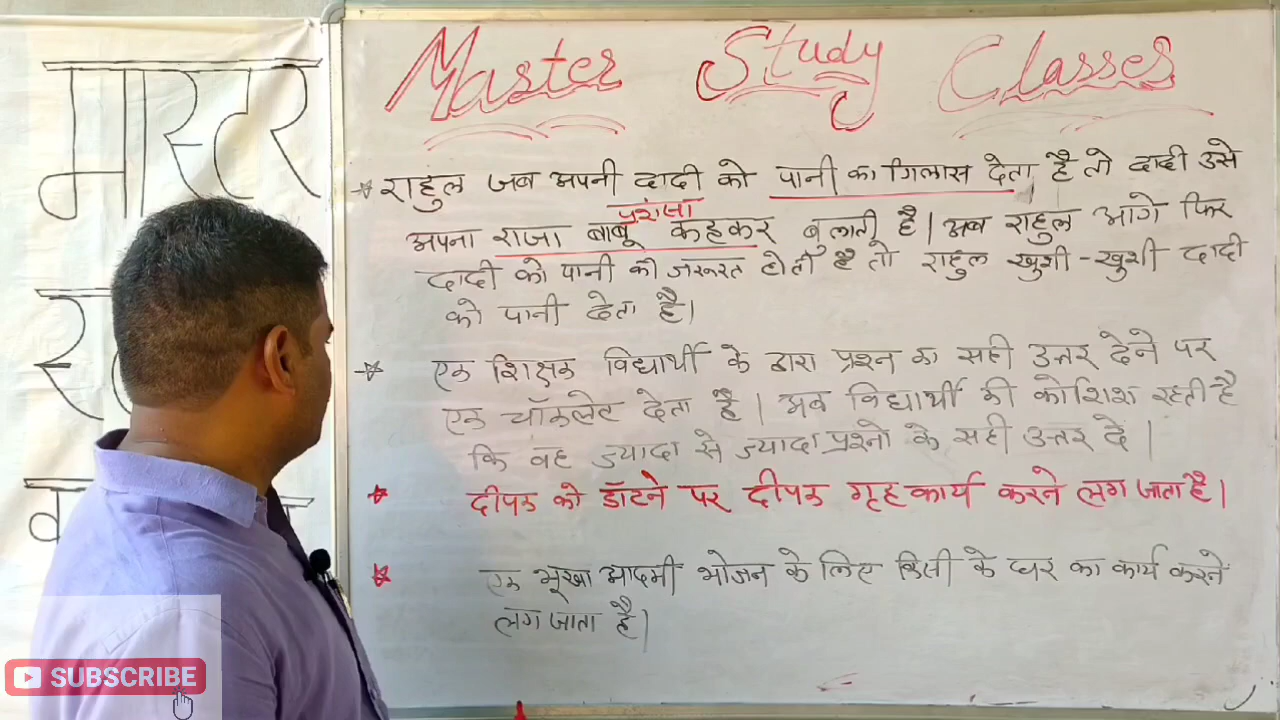 Master Study Classes
मास्टर
राहुल जब अपनी दादी को पानी का गिलास देता है तो दादी उसे
प्रशंसा
अपना राजा बाबू कहकर बुलाती है। अब राहुल आगे फिर
दादी को पानी की जरूरत होती है तो राहुल खुशी-खुशी दादी
को पानी देता है।
एक शिक्षक विद्यार्थी के द्वारा प्रश्न का सही उत्तर देने पर
एक चॉकलेट देता है। अब विद्यार्थी की कोशिश रहती है
कि वह ज्यादा से ज्यादा प्रश्नो के सही उत्तर दे।
दीपक को डॉटने पर दीपक गृहकार्य करने लग जाता है।
एक भूखा आदमी भोजन के लिए किसी के घर का कार्य करने
लग जाता है।
SUBSCRIBE